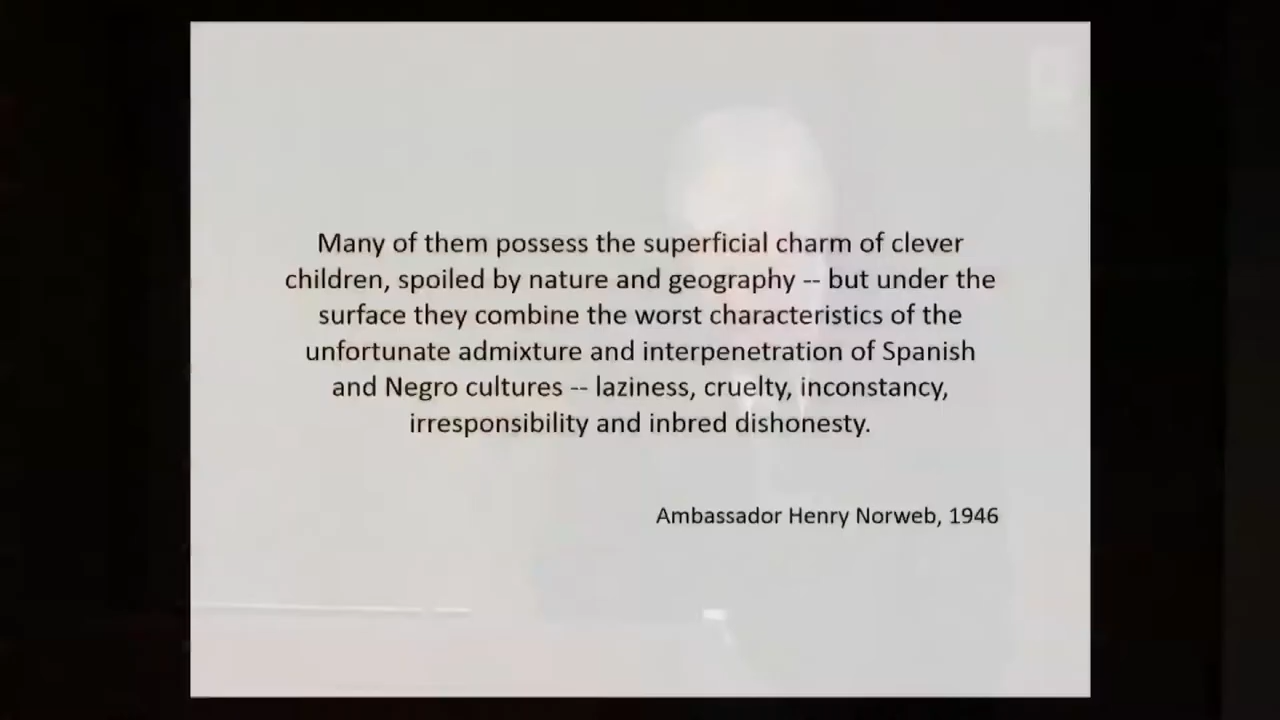 Many of them possess the superficial charm of clever
children, spoiled by nature and geography -- but under the
surface they combine the worst characteristics of the
unfortunate admixture and interpenetration of Spanish
and Negro cultures -- laziness, cruelty, inconstancy,
irresponsibility and inbred dishonesty.
Ambassador Henry Norweb, 1946